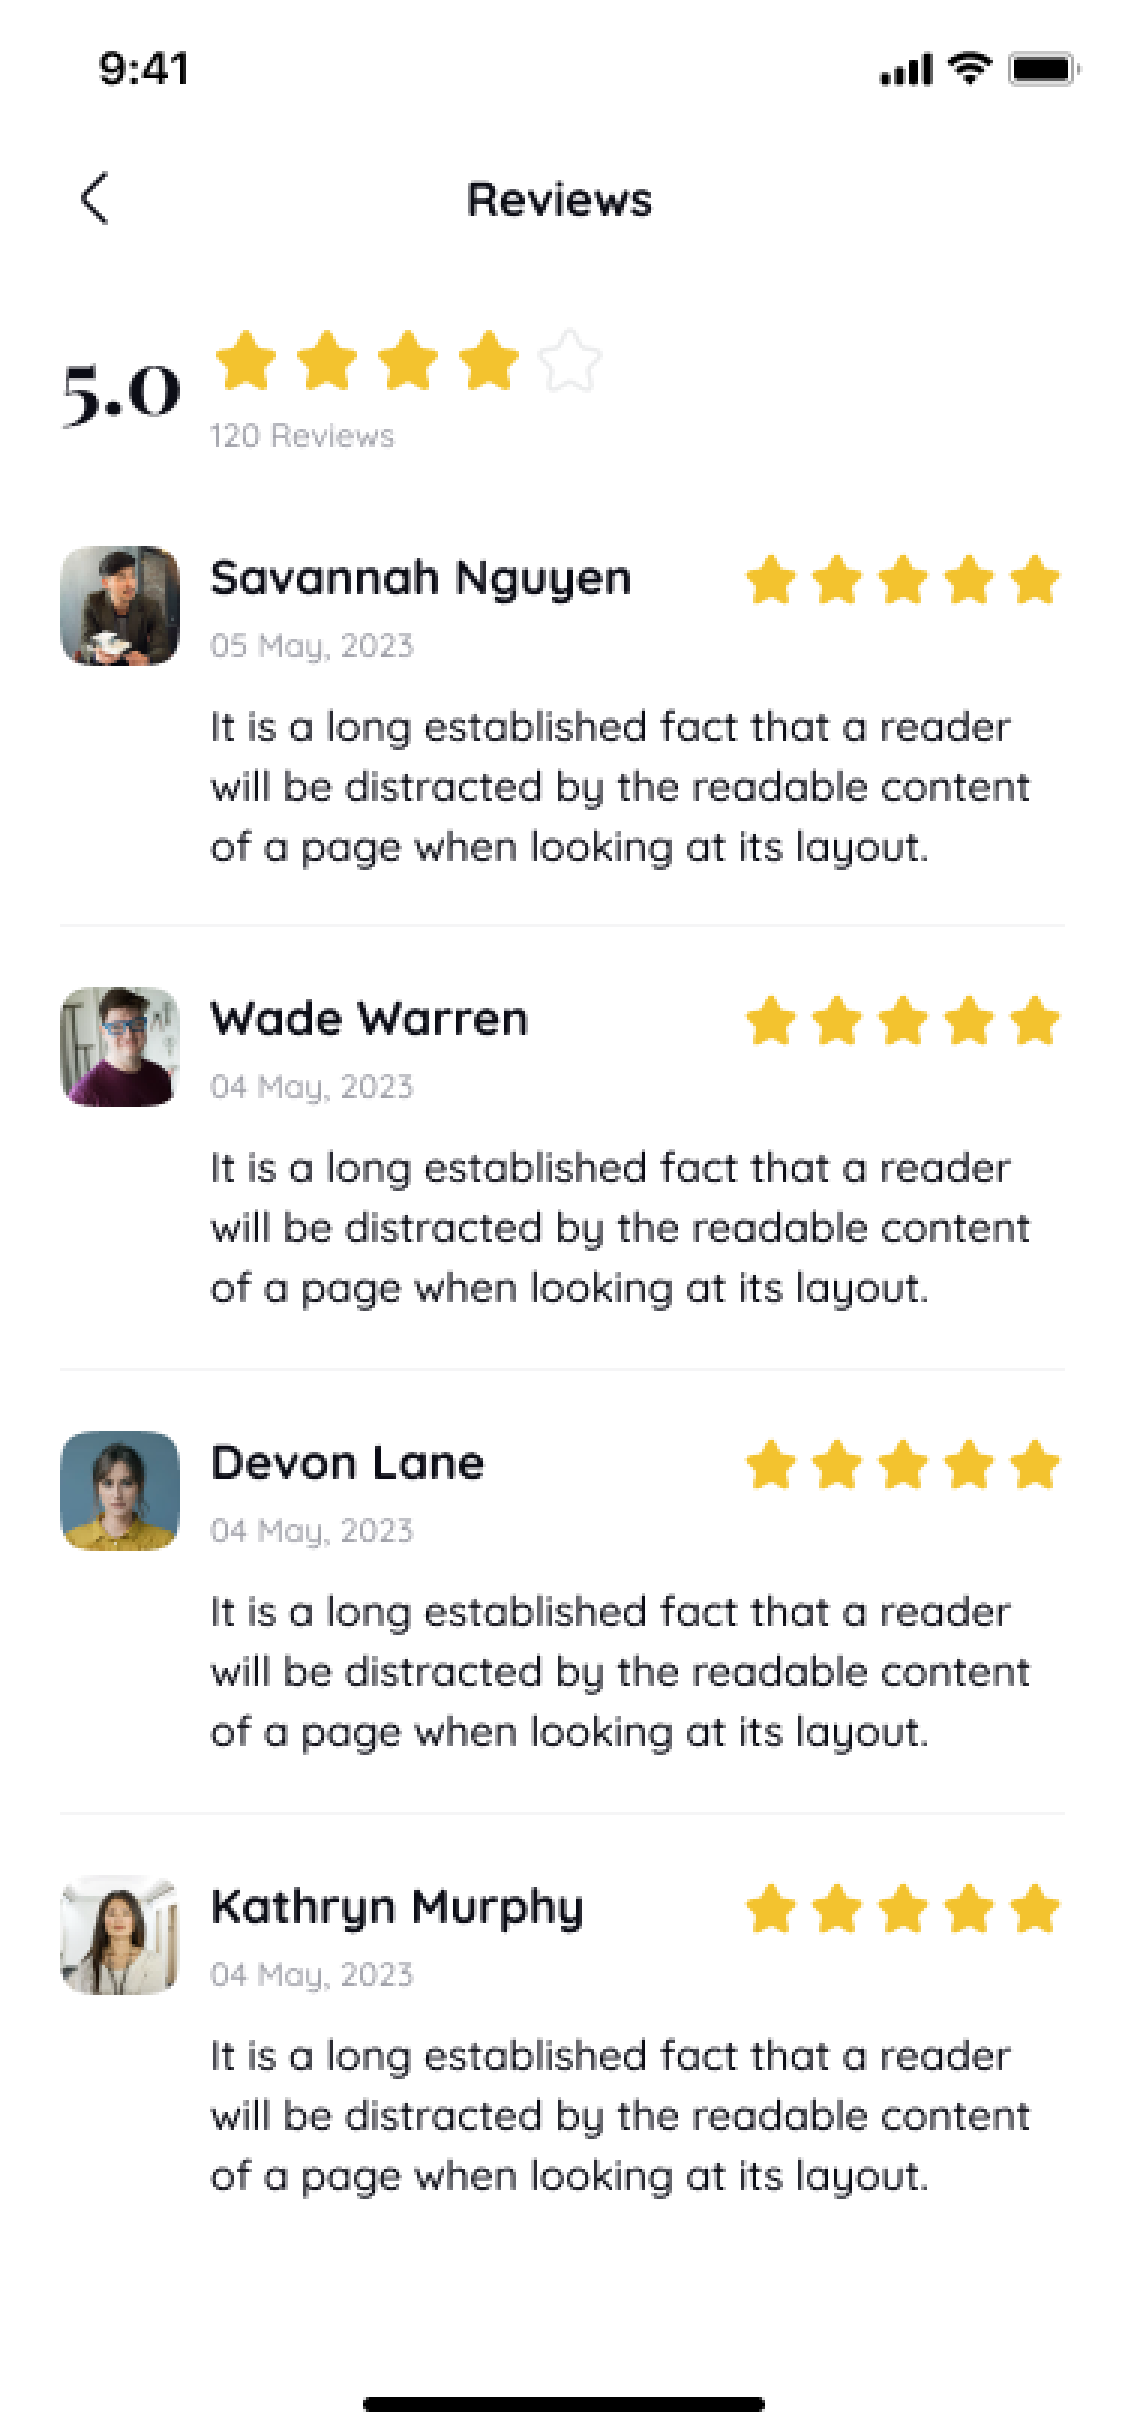 9:41
Reviews
5.0
120 Reviews
Savannah Nguyen
05 May, 2023
It is a long established fact that a reader
will be distracted by the readable content
of a page when looking at its layout.
Wade Warren
04 May, 2023
It is a long established fact that a reader
will be distracted by the readable content
of a page when looking at its layout.
Devon Lane
04 May, 2023
It is a long established fact that a reader
will be distracted by the readable content
of a page when looking at its layout.
Kathryn Murphy
04 May, 2023
It is a long established fact that a reader
will be distracted by the readable content
of a page when looking at its layout.